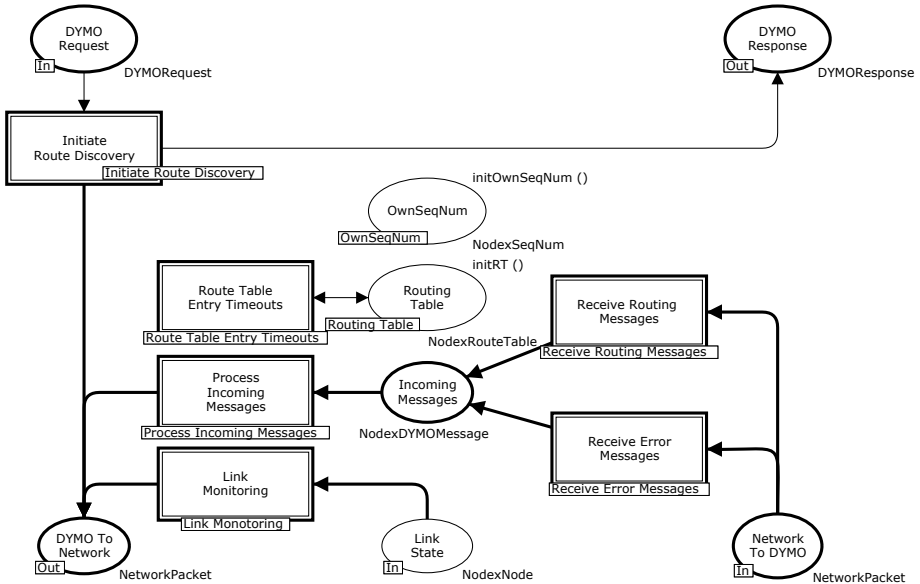 DYMO
Request
In
DYMORequest
DYMO
Response
Out
DYMOResponse
Initiate
Route Discovery
Initiate Route Discovery
initOwnSeqNum ()
OwnSeqNum
OwnSeqNum
NodexSeqNum
initRT ()
Route Table
Entry Timeouts
Route Table Entry Timeouts
Routing
Table
Routing Table
NodexRouteTable
Receive Routing
Messages
Receive Routing Messages
Process
Incoming
Messages
Process Incoming Messages
Incoming
Messages
NodexDYMOMessage
Receive Error
Messages
Receive Error Messages
Link
Monitoring
Link Monotoring
DYMO To
Network
Out
NetworkPacket
Link
State
In
NodexNode
Network
To DYMO
In
NetworkPacket